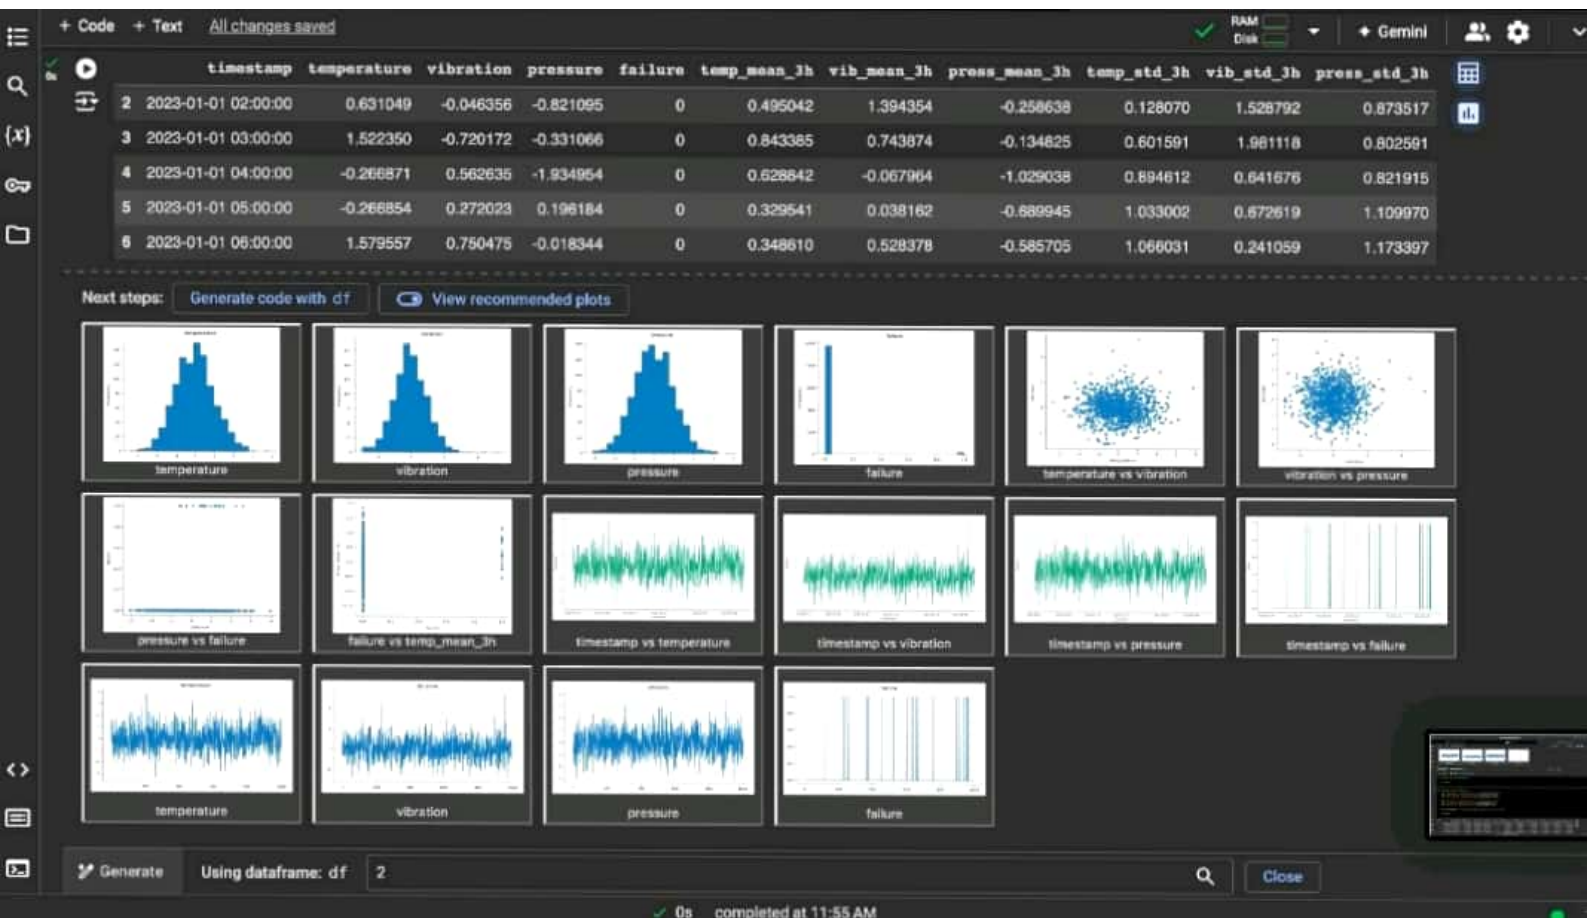 + Code + Text All changes saved
RAM
Disk
Gemini
0s
timestamp temperature vibration pressure failure temp_mean_3h vib_mean_3h press_mean_3h temp_std_3h vib_std_3h press_std_3h
2 2023-01-01 02:00:00 0.631049 -0.046356 -0.821095 0 0.495042 1.394354 -0.258638 0.128070 1.528792 0.873517
3 2023-01-01 03:00:00 1.522350 -0.720172 -0.331066 0 0.843385 0.743874 -0.134825 0.601591 1.981118 0.802591
4 2023-01-01 04:00:00 -0.266871 0.562635 -1.934954 0 0.628842 -0.067964 -1.029038 0.894612 0.641676 0.821915
5 2023-01-01 05:00:00 -0.266854 0.272023 0.196184 0 0.329541 0.038162 -0.689945 1.033002 0.672619 1.109970
6 2023-01-01 06:00:00 1.579557 0.750475 -0.018344 0 0.348610 0.528378 -0.585705 1.066031 0.241059 1.173397
{x}
Next steps: Generate code with df View recommended plots
temperature vibration pressure failure temperature vs vibration vibration vs pressure
pressure vs failure failure vs temp_mean_3h timestamp vs temperature timestamp vs vibration timestamp vs pressure timestamp vs failure
temperature vibration pressure failure
Generate Using dataframe: df 2 Close
0s completed at 11:55 AM